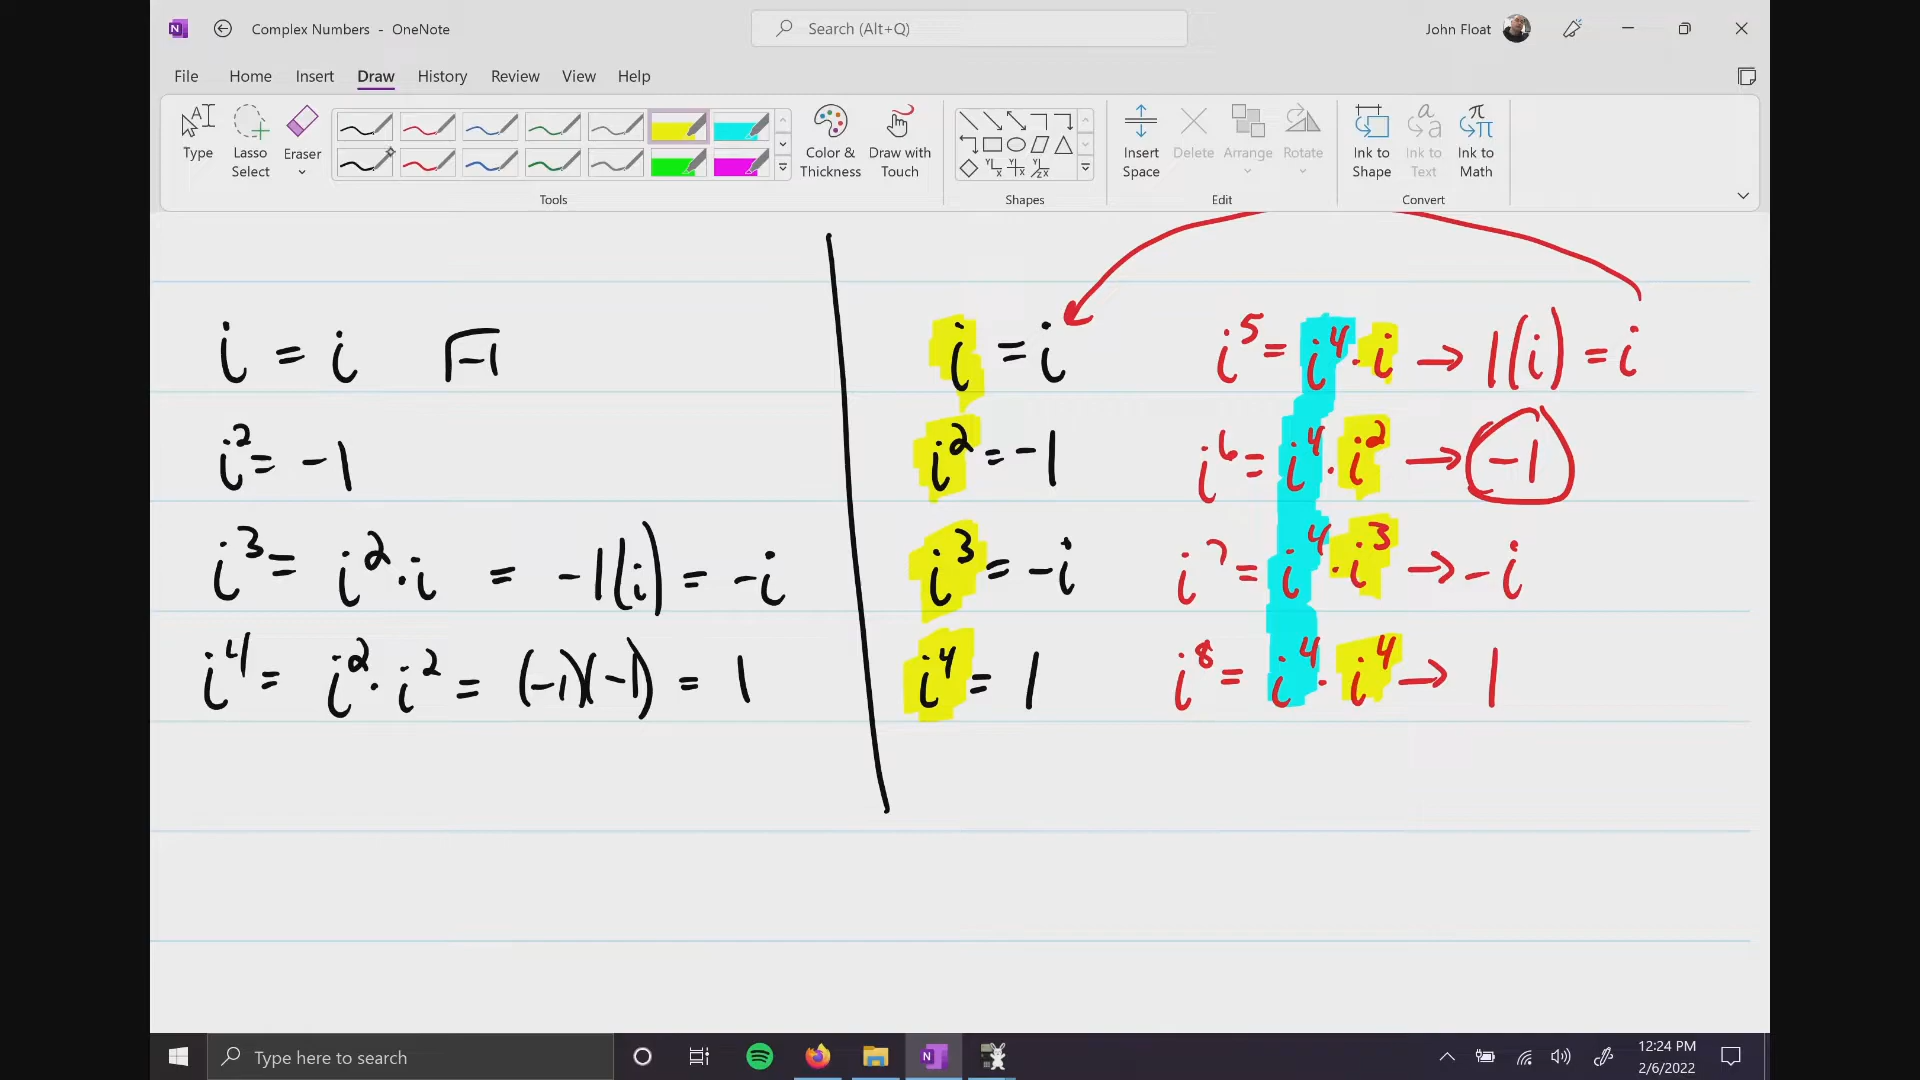 Complex Numbers - OneNote
Search (Alt+Q)
John Float
File Home Insert Draw History Review View Help
Type
Lasso Select
Eraser
Color & Thickness
Draw with Touch
Insert Space
Delete
Arrange
Rotate
Ink to Shape
Ink to Text
Ink to Math
Tools Shapes Edit Convert
i = i √-1
i² = -1
i³ = i²·i = -1(i) = -i
i⁴ = i²·i² = (-1)(-1) = 1
i = i
i² = -1
i³ = -i
i⁴ = 1
i⁵ = i⁴·i → 1(i) = i
i⁶ = i⁴·i² → -1
i⁷ = i⁴·i³ → -i
i⁸ = i⁴·i⁴ → 1
Type here to search
12:24 PM
2/6/2022